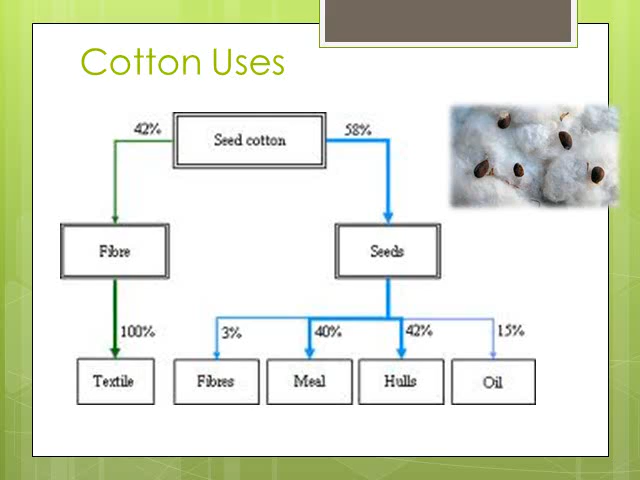 Cotton Uses
42%
58%
Seed cotton
Fibre
Seeds
100%
3%
40%
42%
15%
Textile
Fibres
Meal
Hulls
Oil